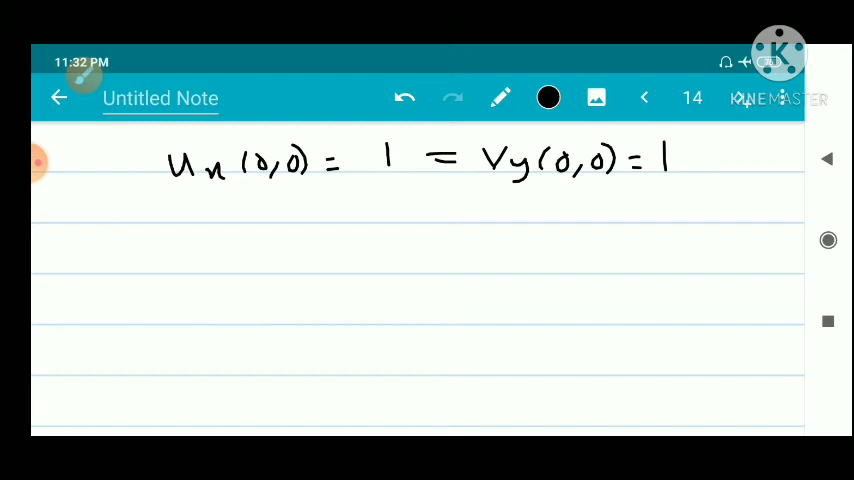 11:32 PM
Untitled Note
14
K
KINEMASTER
uₓ(0,0) = 1 = Vy(0,0) = 1